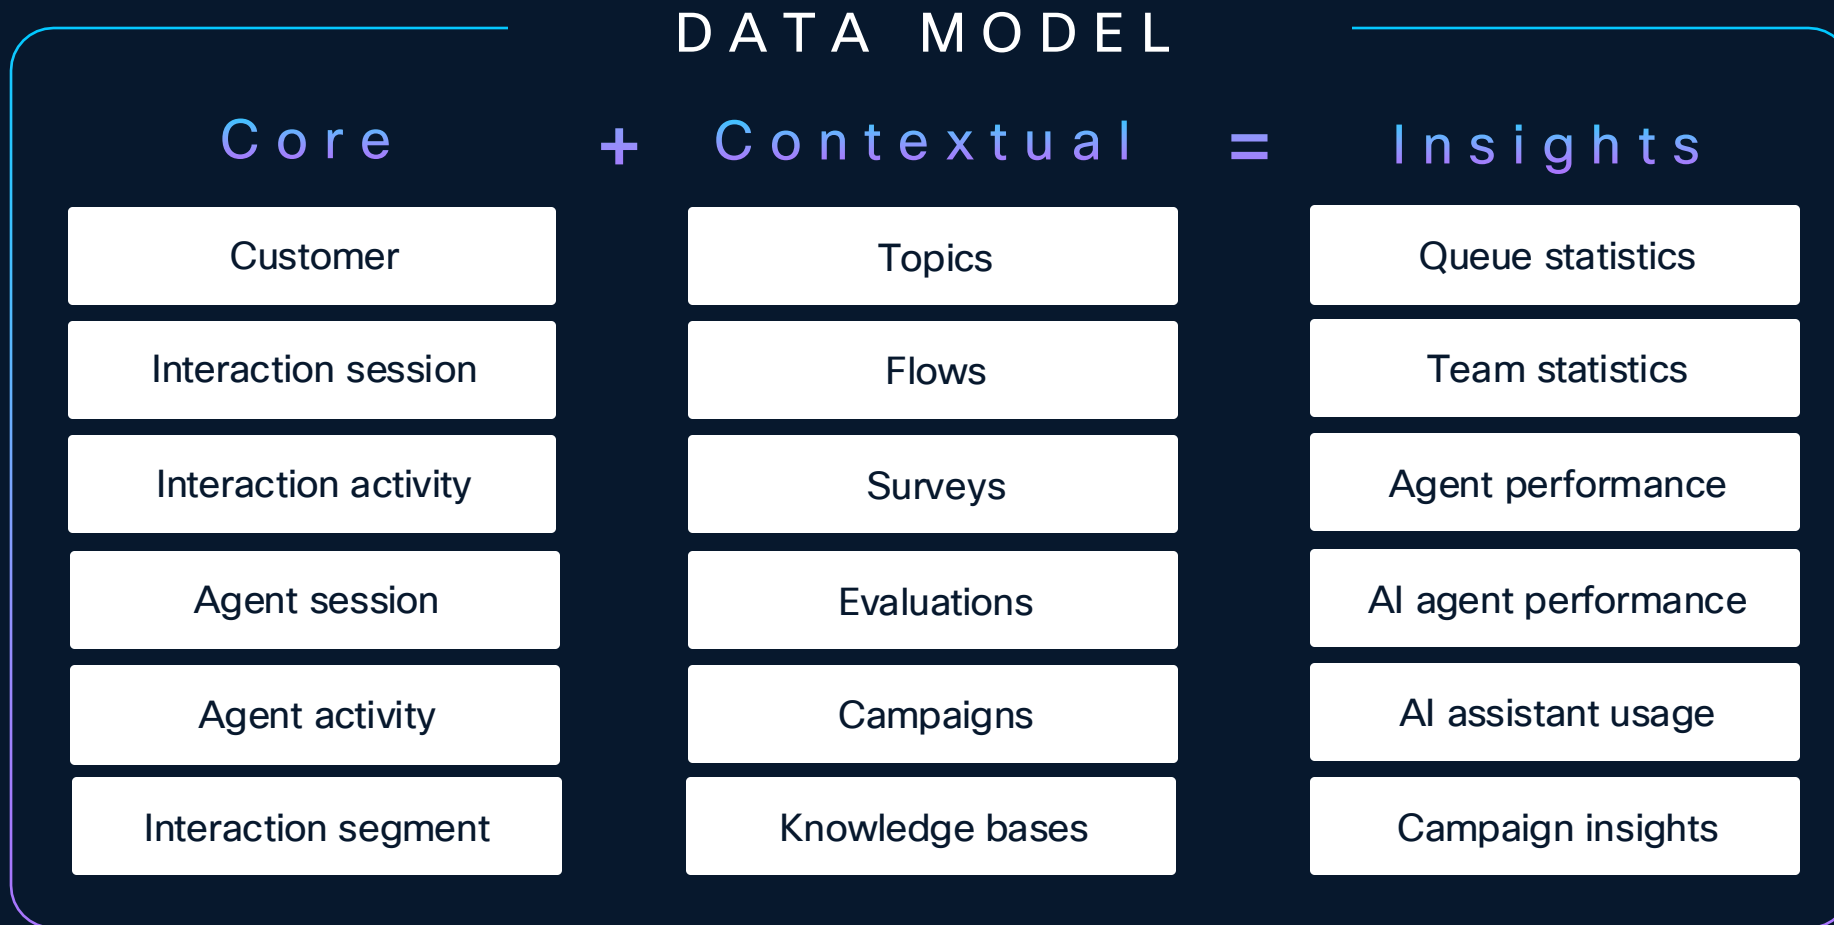 DATA MODEL
Core + Contextual = Insights
Customer
Interaction session
Interaction activity
Agent session
Agent activity
Interaction segment
Topics
Flows
Surveys
Evaluations
Campaigns
Knowledge bases
Queue statistics
Team statistics
Agent performance
AI agent performance
AI assistant usage
Campaign insights